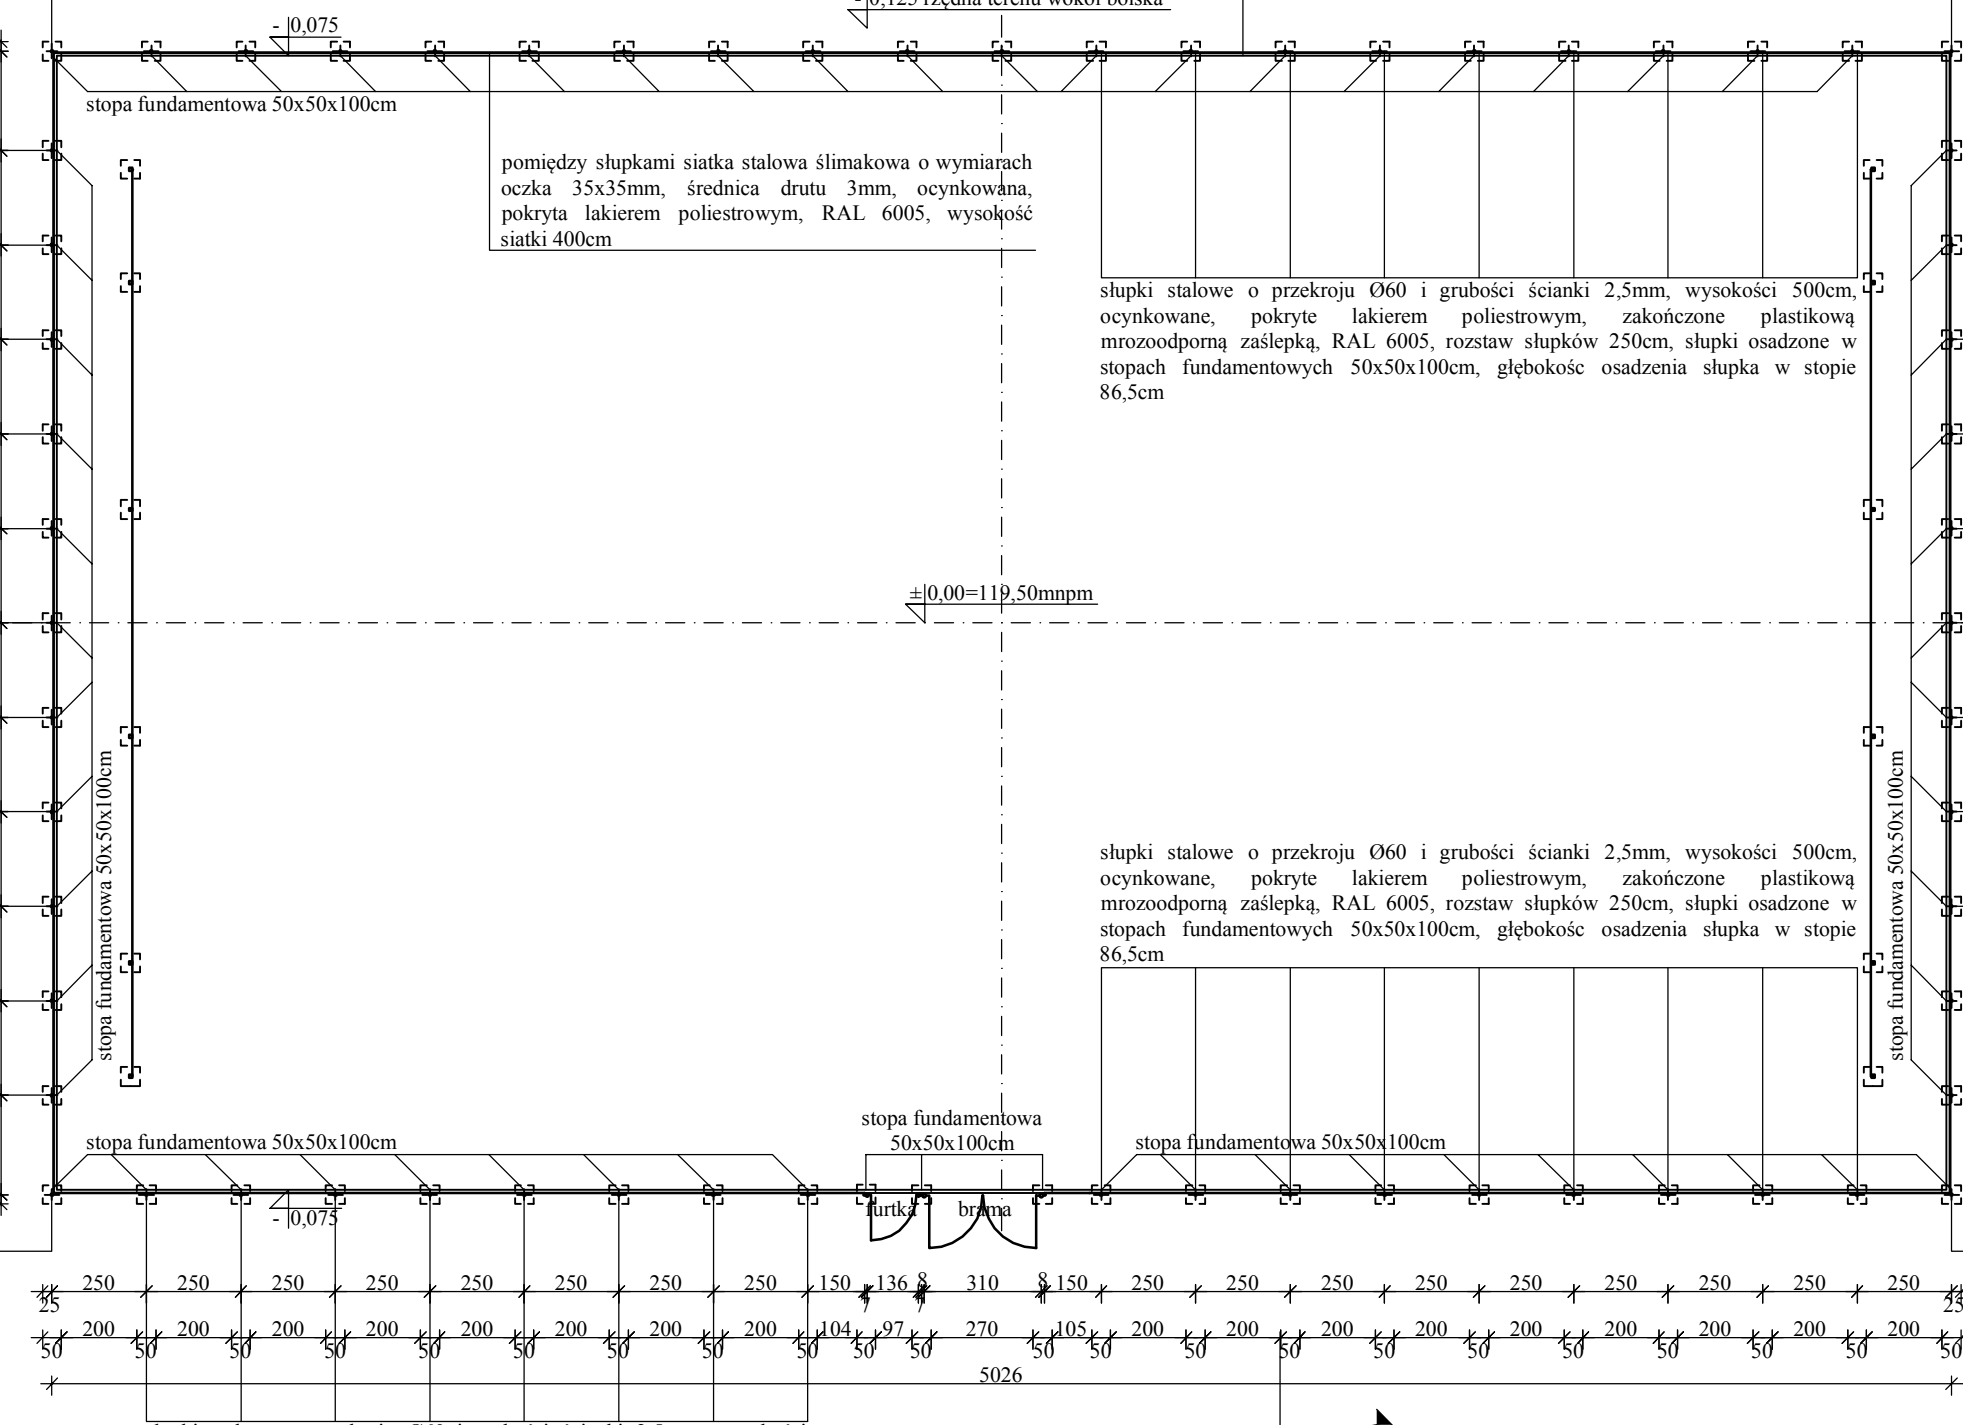 - 0,125 rzędna terenu wokół boiska
- 0,075
stopa fundamentowa 50x50x100cm
pomiędzy słupkami siatka stalowa ślimakowa o wymiarach
oczka 35x35mm, średnica drutu 3mm, ocynkowana,
pokryta lakierem poliestrowym, RAL 6005, wysokość
siatki 400cm
słupki stalowe o przekroju Ø60 i grubości ścianki 2,5mm, wysokości 500cm,
ocynkowane, pokryte lakierem poliestrowym, zakończone plastikową
mrozoodporną zaślepką, RAL 6005, rozstaw słupków 250cm, słupki osadzone w
stopach fundamentowych 50x50x100cm, głębokośc osadzenia słupka w stopie
86,5cm
±0,00=119,50mnpm
stopa fundamentowa 50x50x100cm
stopa fundamentowa 50x50x100cm
słupki stalowe o przekroju Ø60 i grubości ścianki 2,5mm, wysokości 500cm,
ocynkowane, pokryte lakierem poliestrowym, zakończone plastikową
mrozoodporną zaślepką, RAL 6005, rozstaw słupków 250cm, słupki osadzone w
stopach fundamentowych 50x50x100cm, głębokośc osadzenia słupka w stopie
86,5cm
stopa fundamentowa
50x50x100cm
stopa fundamentowa 50x50x100cm
stopa fundamentowa 50x50x100cm
furtka brama
- 0,075
250 250 250 250 250 250 250 250 150 136 8 310 8 150 250 250 250 250 250 250 250 250 250
25 7 7 25
200 200 200 200 200 200 200 200 104 97 270 105 200 200 200 200 200 200 200 200 200
50 50 50 50 50 50 50 50 50 50 50 50 50 50 50 50 50 50 50 50 50 50
5026